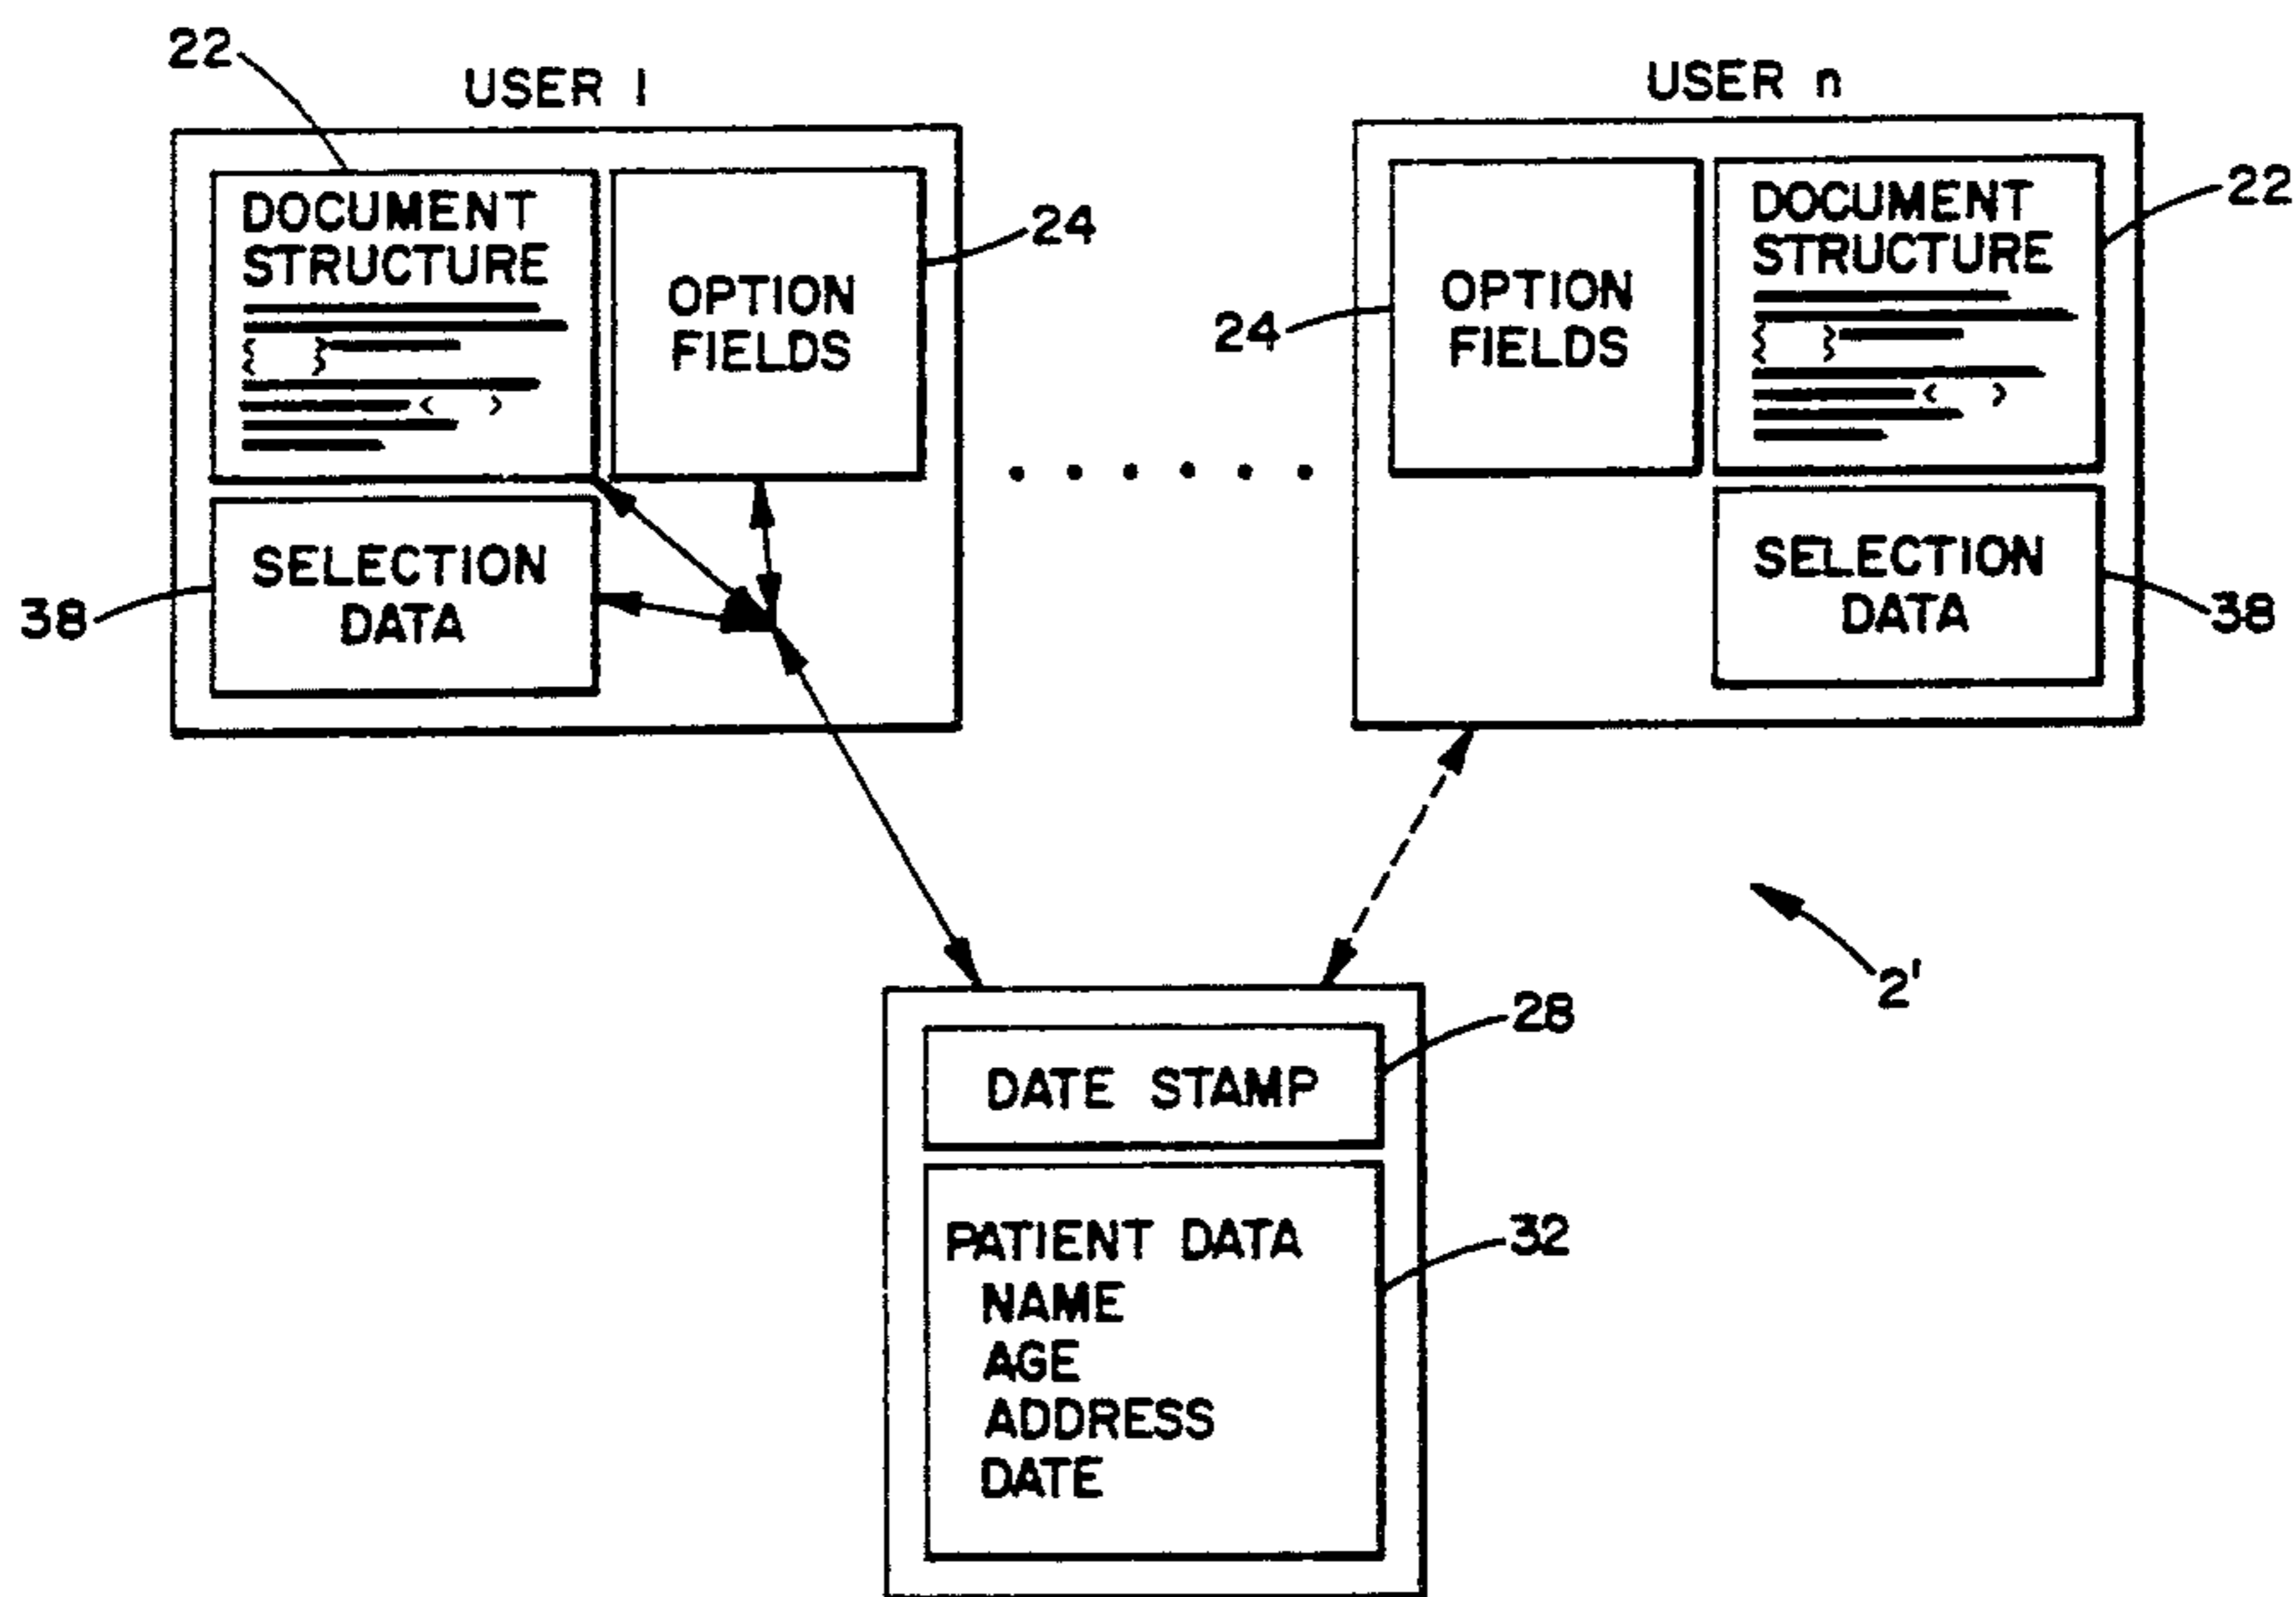 22
USER 1
DOCUMENT
STRUCTURE
{ }
< >
OPTION
FIELDS
24
SELECTION
DATA
38
USER n
24
OPTION
FIELDS
DOCUMENT
STRUCTURE
{ }
< >
22
SELECTION
DATA
38
2'
DATE STAMP
28
PATIENT DATA
NAME
AGE
ADDRESS
DATE
32